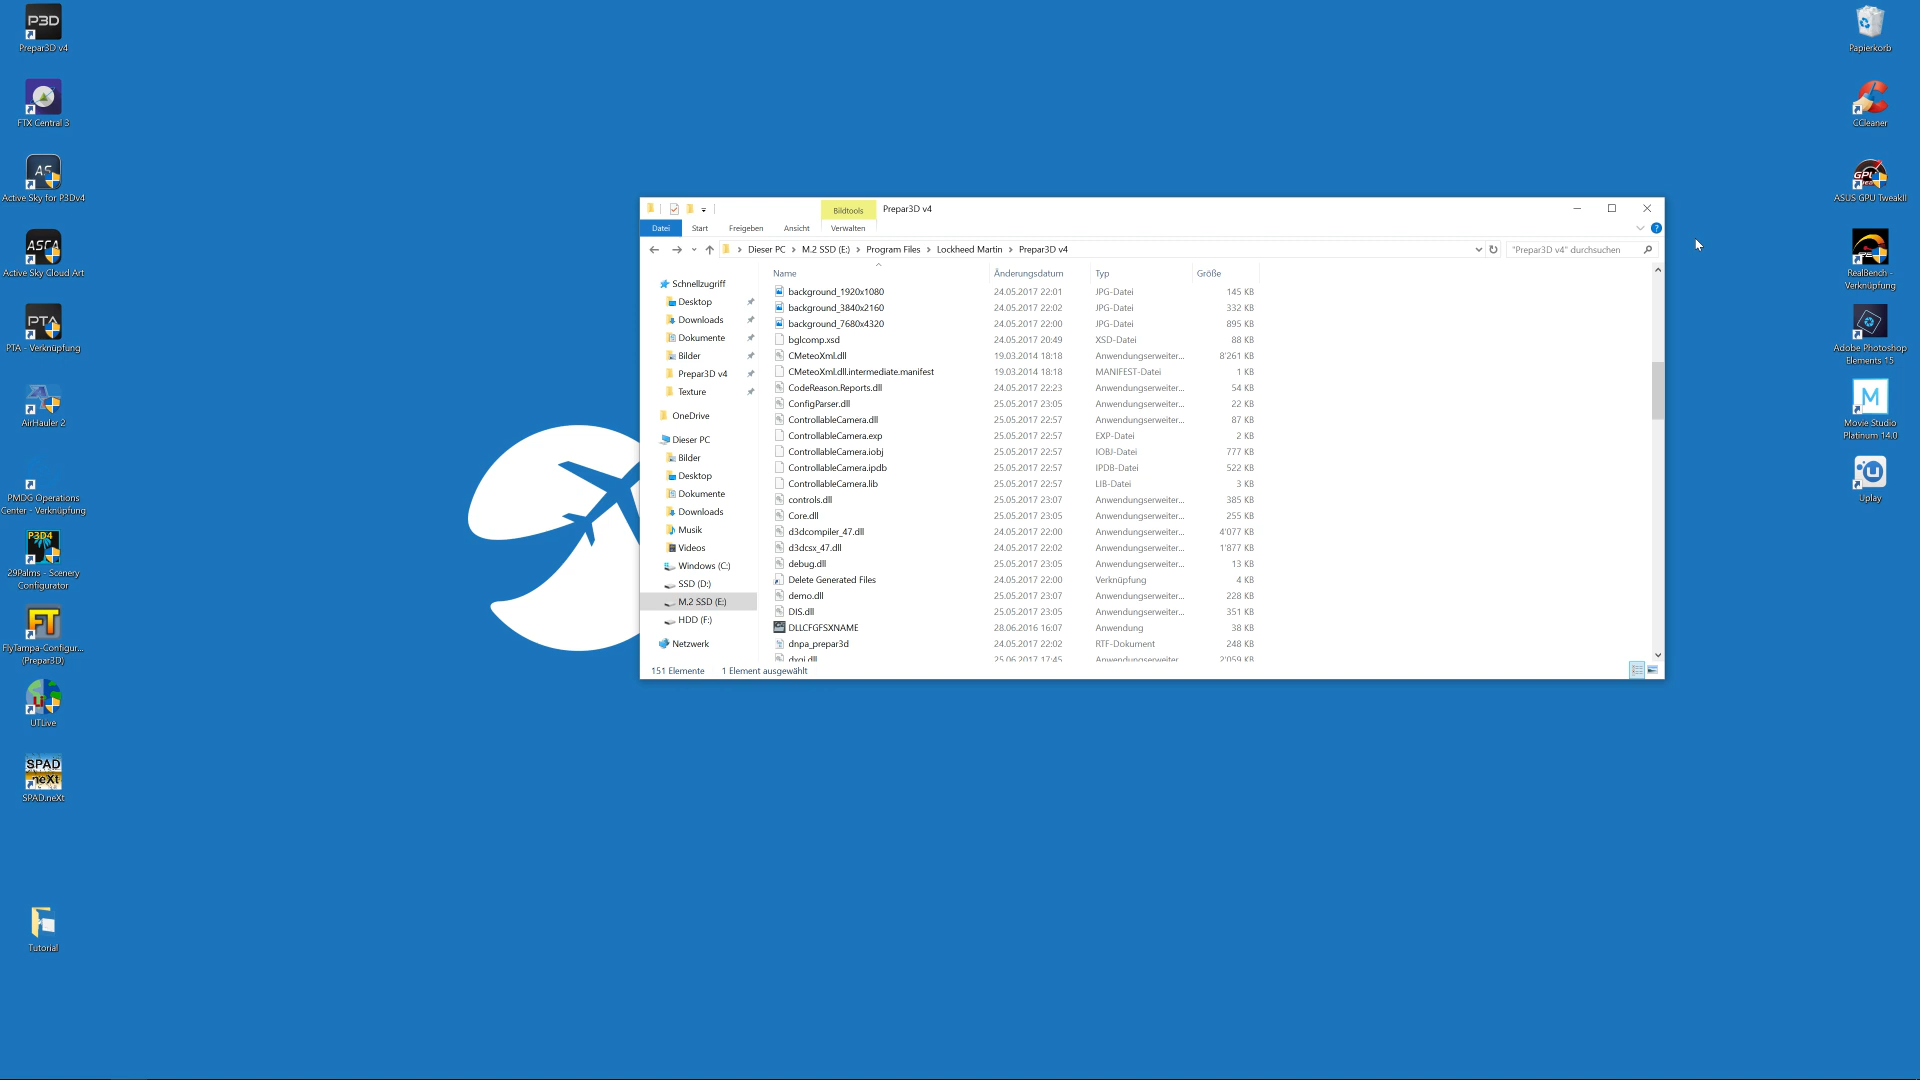 P3D
Prepar3D v4
FTX Central 3
AS
Active Sky for P3Dv4
ASCA
Active Sky Cloud Art
PTA
PTA - Verknüpfung
AirHauler 2
PMDG Operations
Center - Verknüpfung
P3D4
29Palms - Scenery
Configurator
FT
FlyTampa-Configur...
(Prepar3D)
UTLive
SPAD
neXt
SPAD.neXt
Tutorial
Bildtools
Prepar3D v4
Datei
Start
Freigeben
Ansicht
Verwalten
Dieser PC
M.2 SSD (E:)
Program Files
Lockheed Martin
Prepar3D v4
"Prepar3D v4" durchsuchen
Schnellzugriff
Desktop
Downloads
Dokumente
Bilder
Prepar3D v4
Texture
OneDrive
Dieser PC
Bilder
Desktop
Dokumente
Downloads
Musik
Videos
Windows (C:)
SSD (D:)
M.2 SSD (E:)
HDD (F:)
Netzwerk
Name Änderungsdatum Typ Größe
background_1920x1080 24.05.2017 22:01 JPG-Datei 145 KB
background_3840x2160 24.05.2017 22:02 JPG-Datei 332 KB
background_7680x4320 24.05.2017 22:00 JPG-Datei 895 KB
bglcomp.xsd 24.05.2017 20:49 XSD-Datei 88 KB
CMeteoXml.dll 19.03.2014 18:18 Anwendungserweiter... 8'261 KB
CMeteoXml.dll.intermediate.manifest 19.03.2014 18:18 MANIFEST-Datei 1 KB
CodeReason.Reports.dll 24.05.2017 22:23 Anwendungserweiter... 54 KB
ConfigParser.dll 25.05.2017 23:05 Anwendungserweiter... 22 KB
ControllableCamera.dll 25.05.2017 22:57 Anwendungserweiter... 87 KB
ControllableCamera.exp 25.05.2017 22:57 EXP-Datei 2 KB
ControllableCamera.iobj 25.05.2017 22:57 IOBJ-Datei 777 KB
ControllableCamera.ipdb 25.05.2017 22:57 IPDB-Datei 522 KB
ControllableCamera.lib 25.05.2017 22:57 LIB-Datei 3 KB
controls.dll 25.05.2017 23:07 Anwendungserweiter... 385 KB
Core.dll 25.05.2017 23:05 Anwendungserweiter... 255 KB
d3dcompiler_47.dll 24.05.2017 22:00 Anwendungserweiter... 4'077 KB
d3dcsx_47.dll 24.05.2017 22:02 Anwendungserweiter... 1'877 KB
debug.dll 25.05.2017 23:05 Anwendungserweiter... 13 KB
Delete Generated Files 24.05.2017 22:00 Verknüpfung 4 KB
demo.dll 25.05.2017 23:07 Anwendungserweiter... 228 KB
DIS.dll 25.05.2017 23:05 Anwendungserweiter... 351 KB
DLLCFGFSXNAME 28.06.2016 16:07 Anwendung 38 KB
dnpa_prepar3d 24.05.2017 22:02 RTF-Dokument 248 KB
dxgi.dll 25.06.2017 17:45 Anwendungserweiter 2'059 KB
151 Elemente
1 Element ausgewählt
Papierkorb
CCleaner
GPU
ASUS GPU TweakII
RealBench -
Verknüpfung
Adobe Photoshop
Elements 15
M
Movie Studio
Platinum 14.0
Uplay